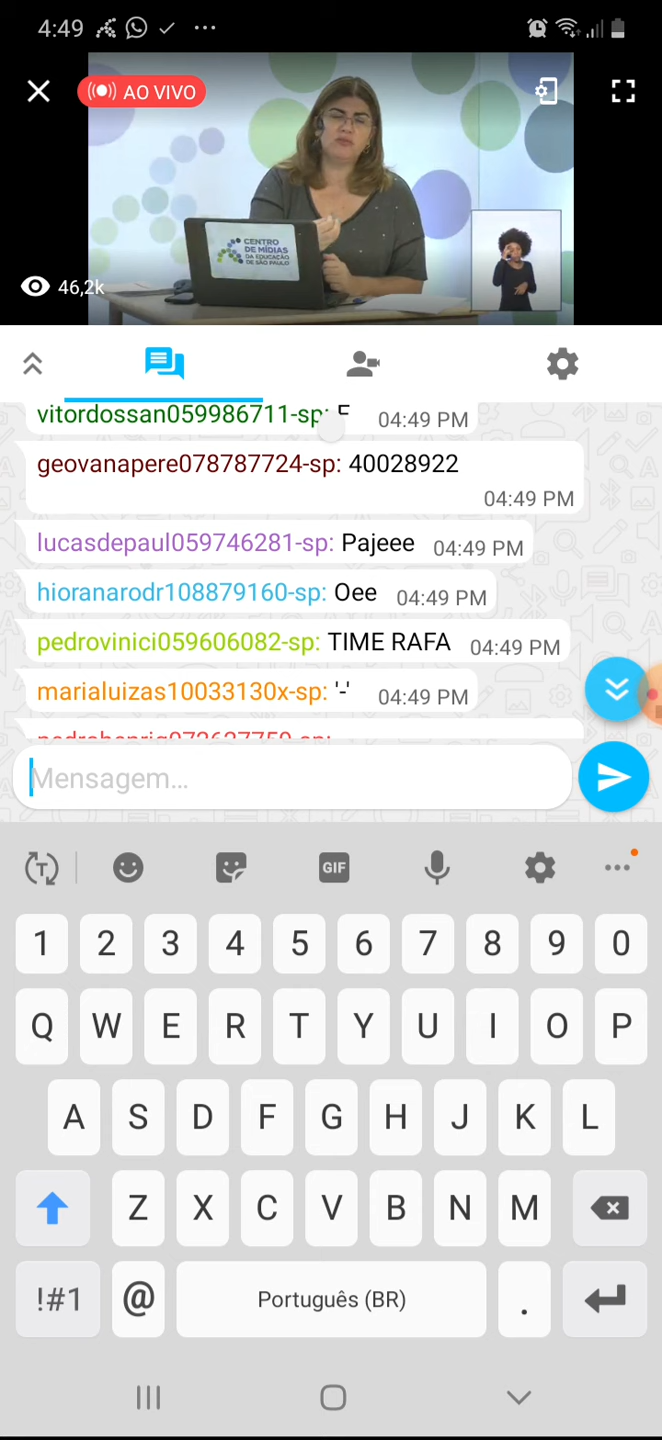 4:49
AO VIVO
CENTRO
DE MÍDIAS
DA EDUCAÇÃO
DE SÃO PAULO
46,2k
vitordossan059986711-sp: F 04:49 PM
geovanapere078787724-sp: 40028922
04:49 PM
lucasdepaul059746281-sp: Pajeee 04:49 PM
hioranarodr108879160-sp: Oee 04:49 PM
pedrovinici059606082-sp: TIME RAFA 04:49 PM
marialuizas10033130x-sp: '-' 04:49 PM
Mensagem...
T GIF
1 2 3 4 5 6 7 8 9 0
Q W E R T Y U I O P
A S D F G H J K L
Z X C V B N M
!#1 @ Português (BR) .